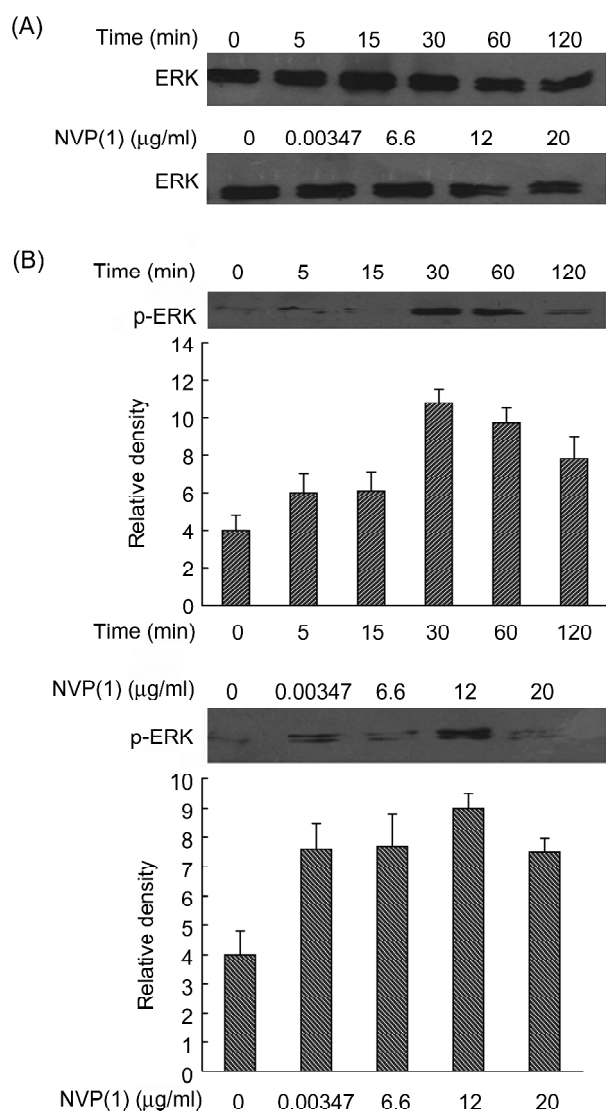 (A)
Time (min) 0 5 15 30 60 120
ERK
NVP(1) (μg/ml) 0 0.00347 6.6 12 20
ERK
(B)
Time (min) 0 5 15 30 60 120
p-ERK
14
12
10
8
6
4
2
0
Relative density
Time (min) 0 5 15 30 60 120
NVP(1) (μg/ml) 0 0.00347 6.6 12 20
p-ERK
10
9
8
7
6
5
4
3
2
1
0
Relative density
NVP(1) (μg/ml) 0 0.00347 6.6 12 20